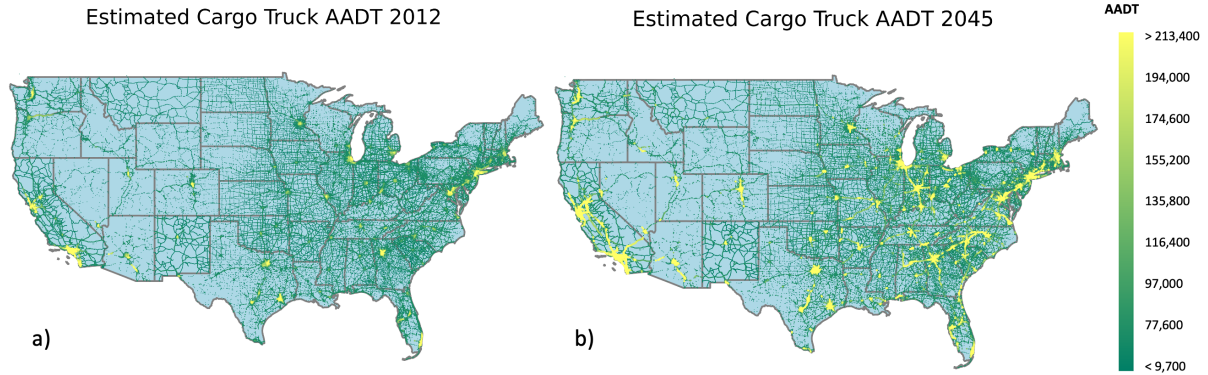 Estimated Cargo Truck AADT 2012
Estimated Cargo Truck AADT 2045
AADT
> 213,400
194,000
174,600
155,200
135,800
116,400
97,000
77,600
< 9,700
a)
b)